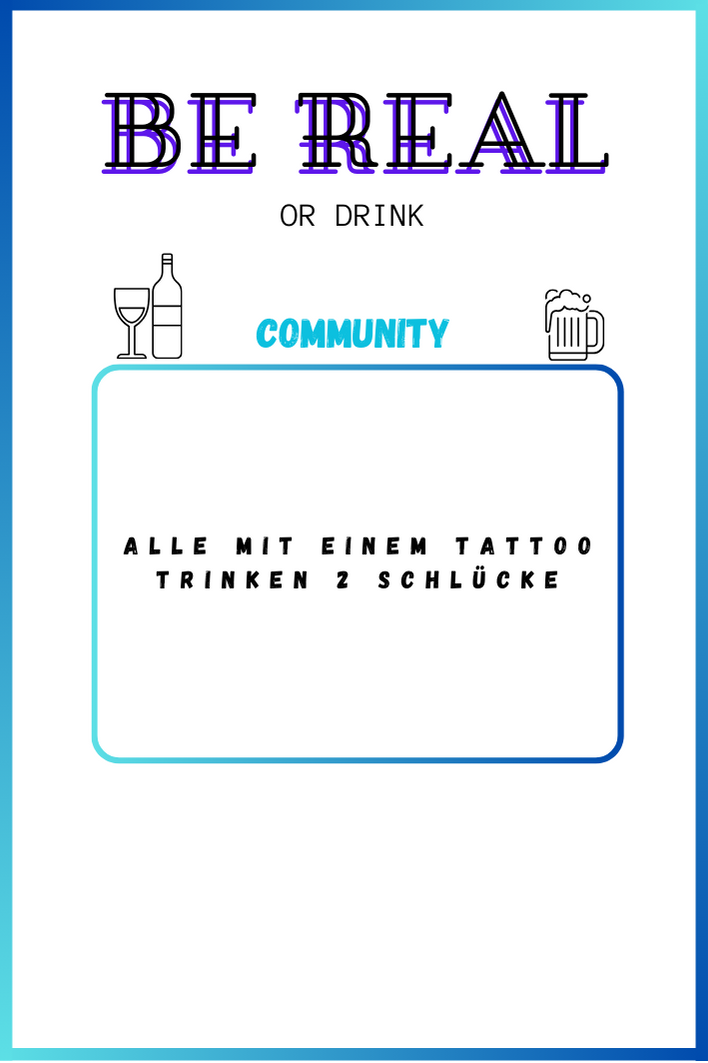 BE REAL
OR DRINK
COMMUNITY
ALLE MIT EINEM TATTOO
TRINKEN 2 SCHLÜCKE